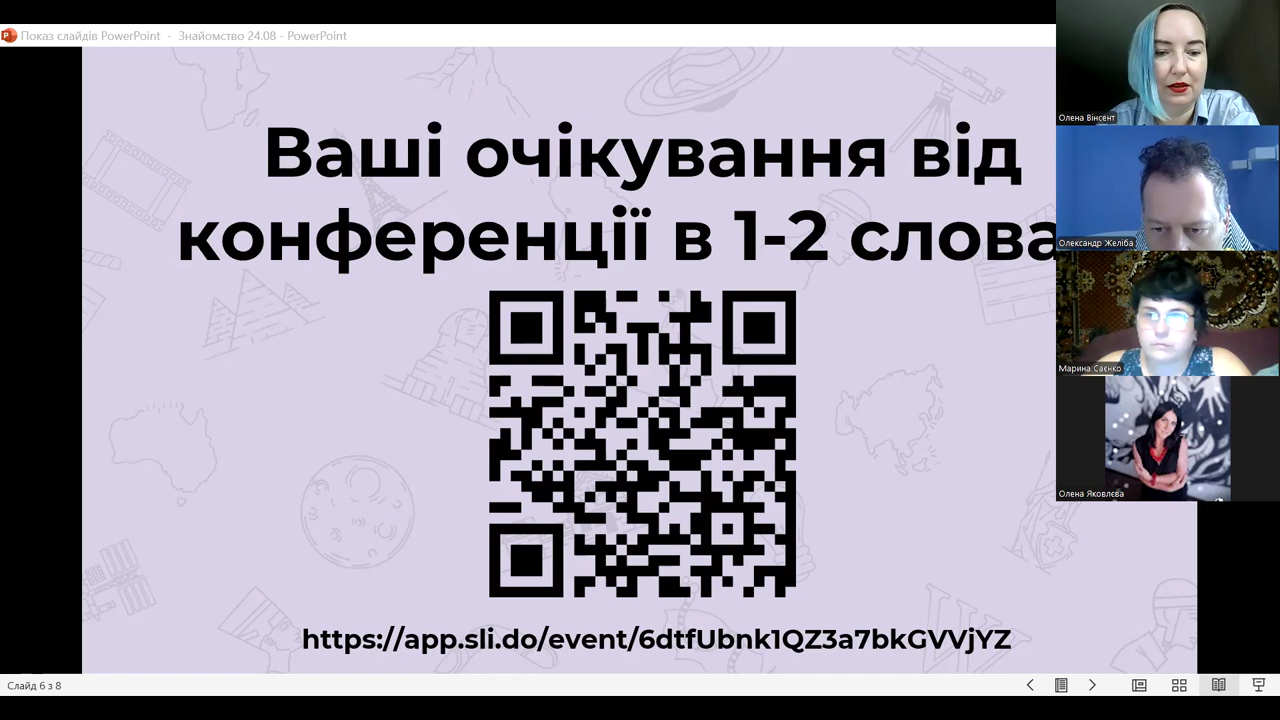 Показ слайдів PowerPoint - Знайомство 24.08 - PowerPoint
Ваші очікування від
конференції в 1-2 слова
https://app.sli.do/event/6dtfUbnk1QZ3a7bkGVVjYZ
Олена Вінсент
Олександр Желіба
Марина Саєнко
Олена Яковлєва
Слайд 6 з 8